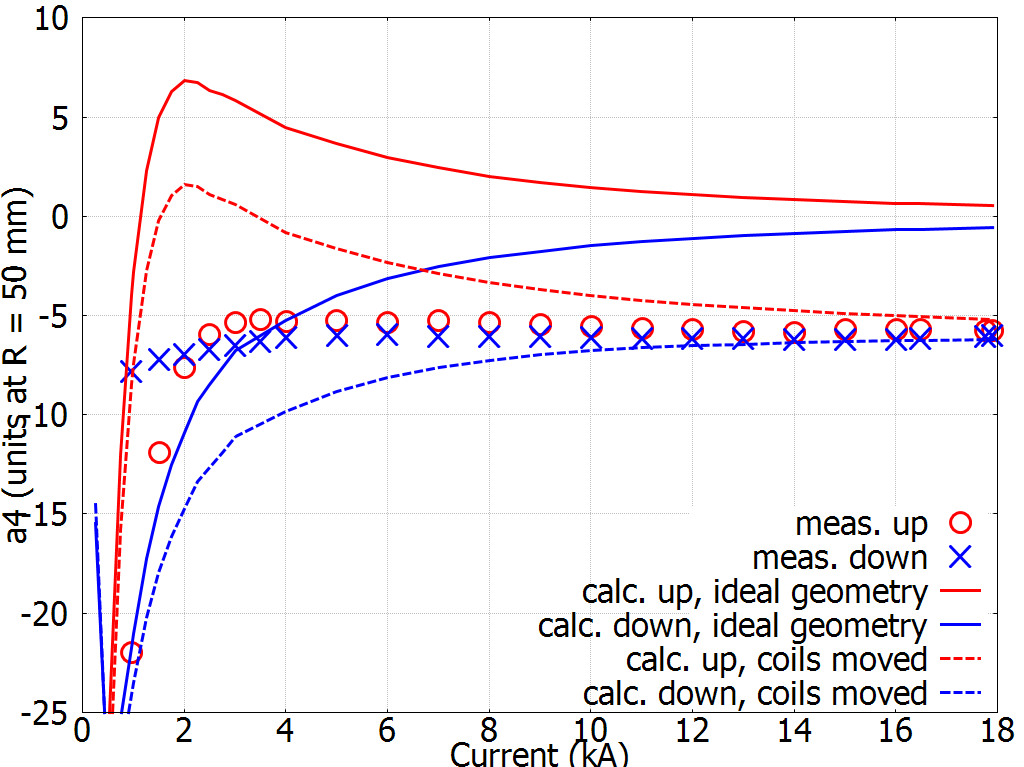 10
5
0
-5
-10
-15
-20
-25
a4 (units at R = 50 mm)
meas. up
meas. down
calc. up, ideal geometry
calc. down, ideal geometry
calc. up, coils moved
calc. down, coils moved
0 2 4 6 8 10 12 14 16 18
Current (kA)